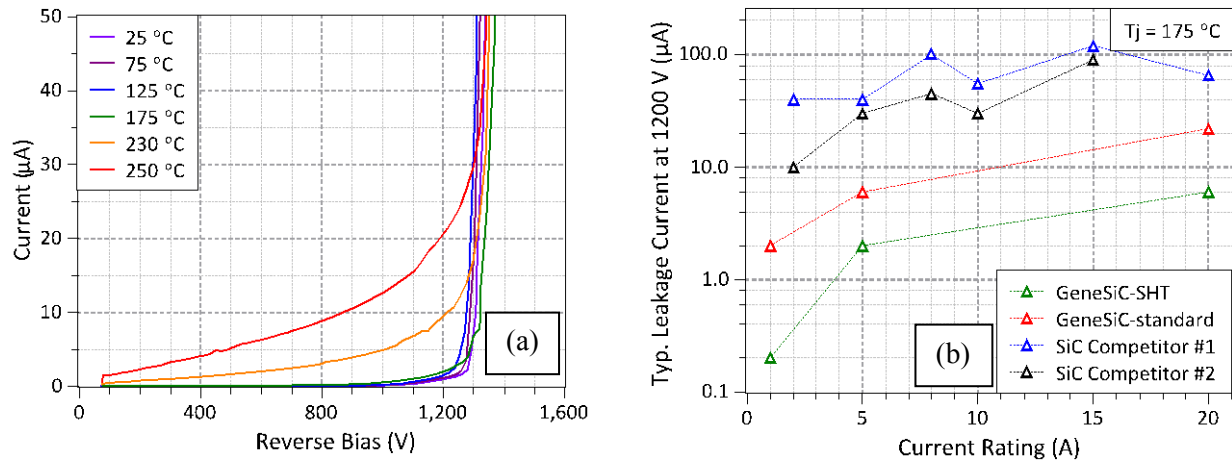 50
40
30
20
10
0
Current (µA)
25 °C
75 °C
125 °C
175 °C
230 °C
250 °C
(a)
0
400
800
1,200
1,600
Reverse Bias (V)
Typ. Leakage Current at 1200 V (µA)
100.0
10.0
1.0
0.1
Tj = 175 °C
GeneSiC-SHT
GeneSiC-standard
SiC Competitor #1
SiC Competitor #2
(b)
0
5
10
15
20
Current Rating (A)